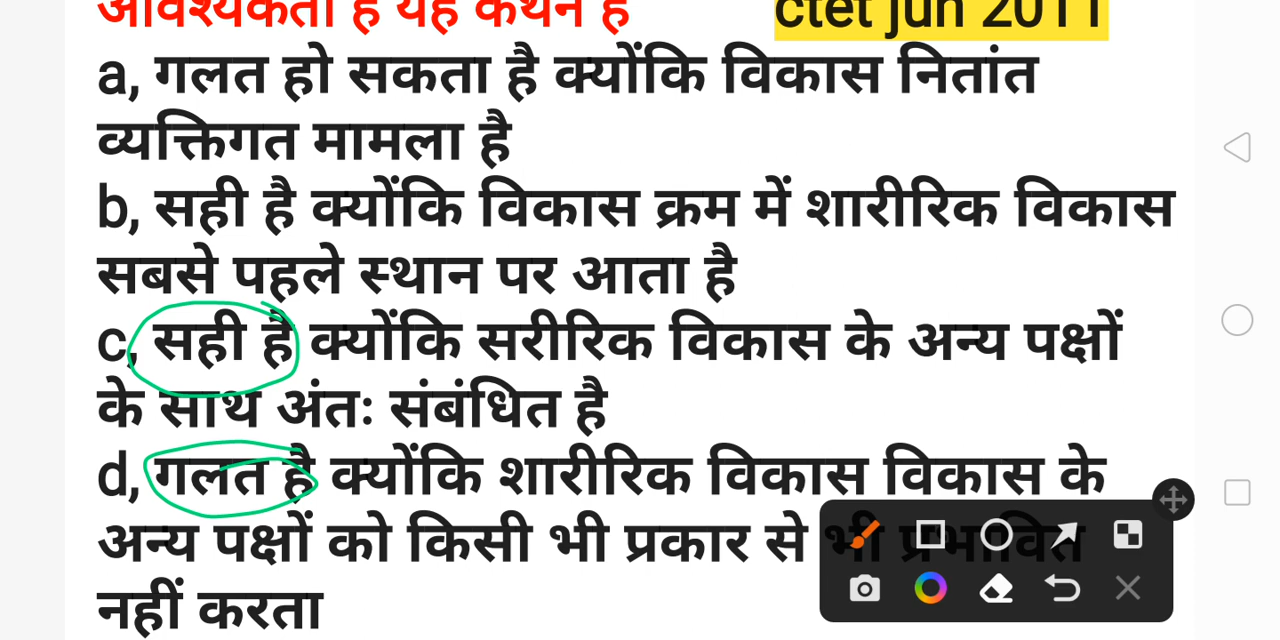 आवश्यकता है यह कथन है ctet jun 2011
a, गलत हो सकता है क्योंकि विकास नितांत
व्यक्तिगत मामला है
b, सही है क्योंकि विकास क्रम में शारीरिक विकास
सबसे पहले स्थान पर आता है
c, सही है क्योंकि सरीरिक विकास के अन्य पक्षों
के साथ अंतः संबंधित है
d, गलत है क्योंकि शारीरिक विकास विकास के
अन्य पक्षों को किसी भी प्रकार से भी प्रभावित
नहीं करता